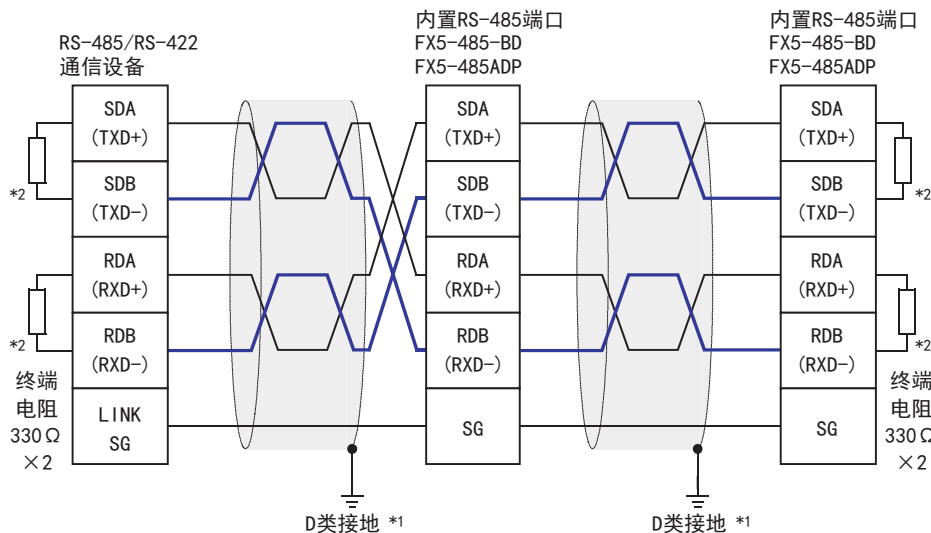 RS-485/RS-422
通信设备
内置RS-485端口
FX5-485-BD
FX5-485ADP
内置RS-485端口
FX5-485-BD
FX5-485ADP
SDA
(TXD+)
SDB
(TXD-)
RDA
(RXD+)
RDB
(RXD-)
LINK
SG
*2
*2
终端
电阻
330Ω
×2
SDA
(TXD+)
SDB
(TXD-)
RDA
(RXD+)
RDB
(RXD-)
SG
SDA
(TXD+)
SDB
(TXD-)
RDA
(RXD+)
RDB
(RXD-)
SG
*2
*2
终端
电阻
330Ω
×2
D类接地 *1
D类接地 *1